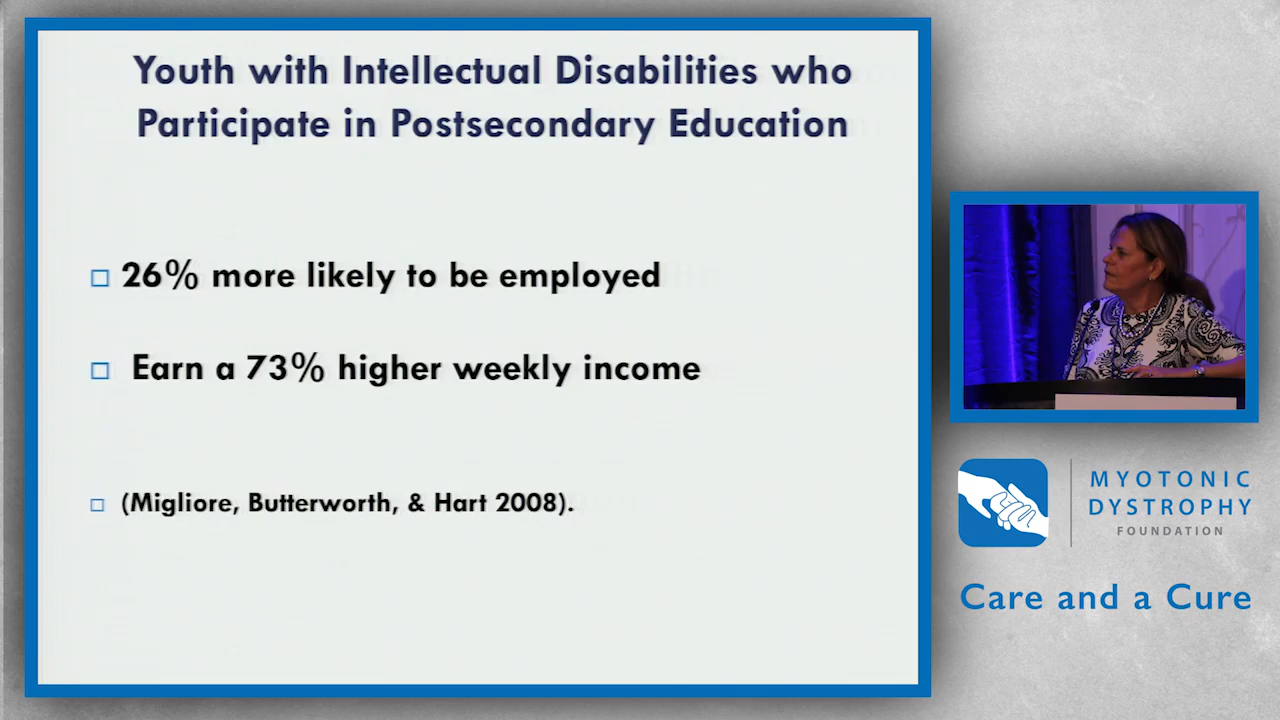 Youth with Intellectual Disabilities who
Participate in Postsecondary Education
26% more likely to be employed
Earn a 73% higher weekly income
(Migliore, Butterworth, & Hart 2008).
MYOTONIC
DYSTROPHY
FOUNDATION
Care and a Cure